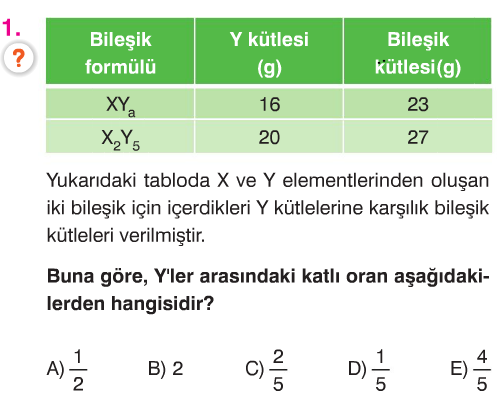 1.
?
Bileşik formülü | Y kütlesi (g) | Bileşik kütlesi(g)
XYₐ | 16 | 23
X₂Y₅ | 20 | 27
Yukarıdaki tabloda X ve Y elementlerinden oluşan
iki bileşik için içerdikleri Y kütlelerine karşılık bileşik
kütleleri verilmiştir.
Buna göre, Y'ler arasındaki katlı oran aşağıdaki-
lerden hangisidir?
A) 1/2 B) 2 C) 2/5 D) 1/5 E) 4/5